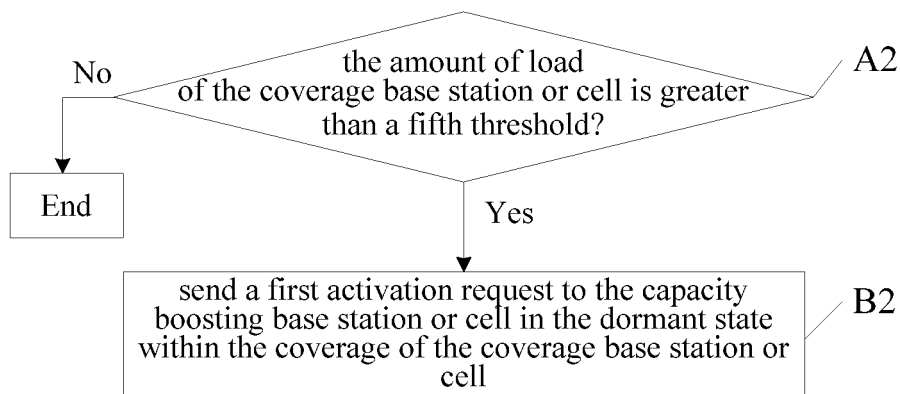 the amount of load
of the coverage base station or cell is greater
than a fifth threshold?
A2
No
End
Yes
send a first activation request to the capacity
boosting base station or cell in the dormant state
within the coverage of the coverage base station or
cell
B2